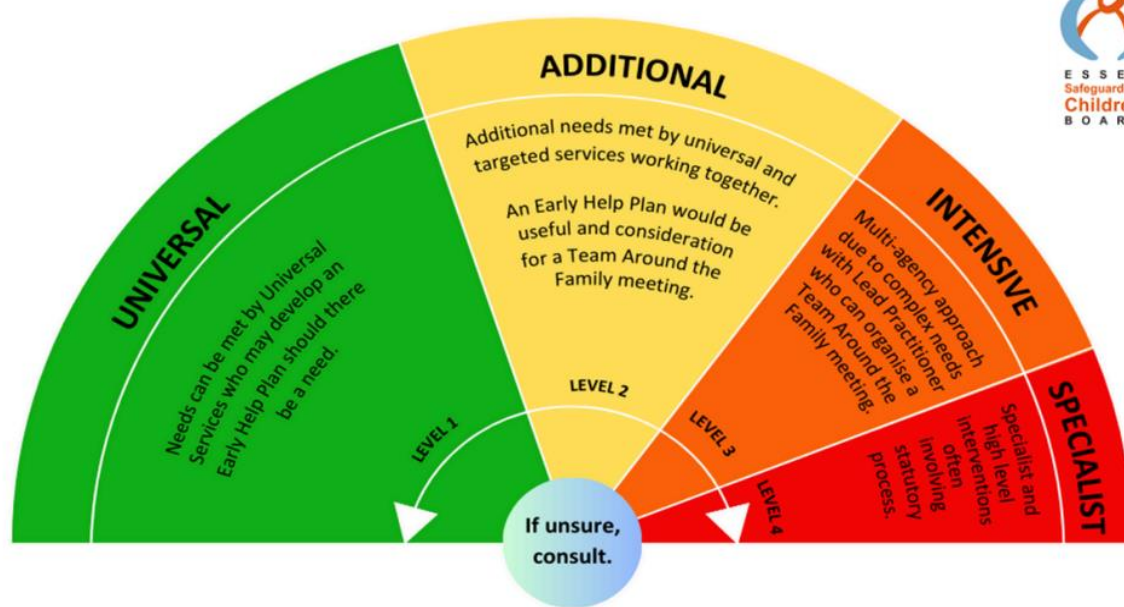 UNIVERSAL
Needs can be met by Universal
Services who may develop an
Early Help Plan should there
be a need.
LEVEL 1
ADDITIONAL
Additional needs met by universal and
targeted services working together.
An Early Help Plan would be
useful and consideration
for a Team Around the
Family meeting.
LEVEL 2
INTENSIVE
Multi-agency approach
due to complex needs
with Lead Practitioner
who can organise a
Team Around the
Family meeting.
LEVEL 3
SPECIALIST
Specialist and
high level
interventions
often
involving
statutory
process.
LEVEL 4
If unsure,
consult.